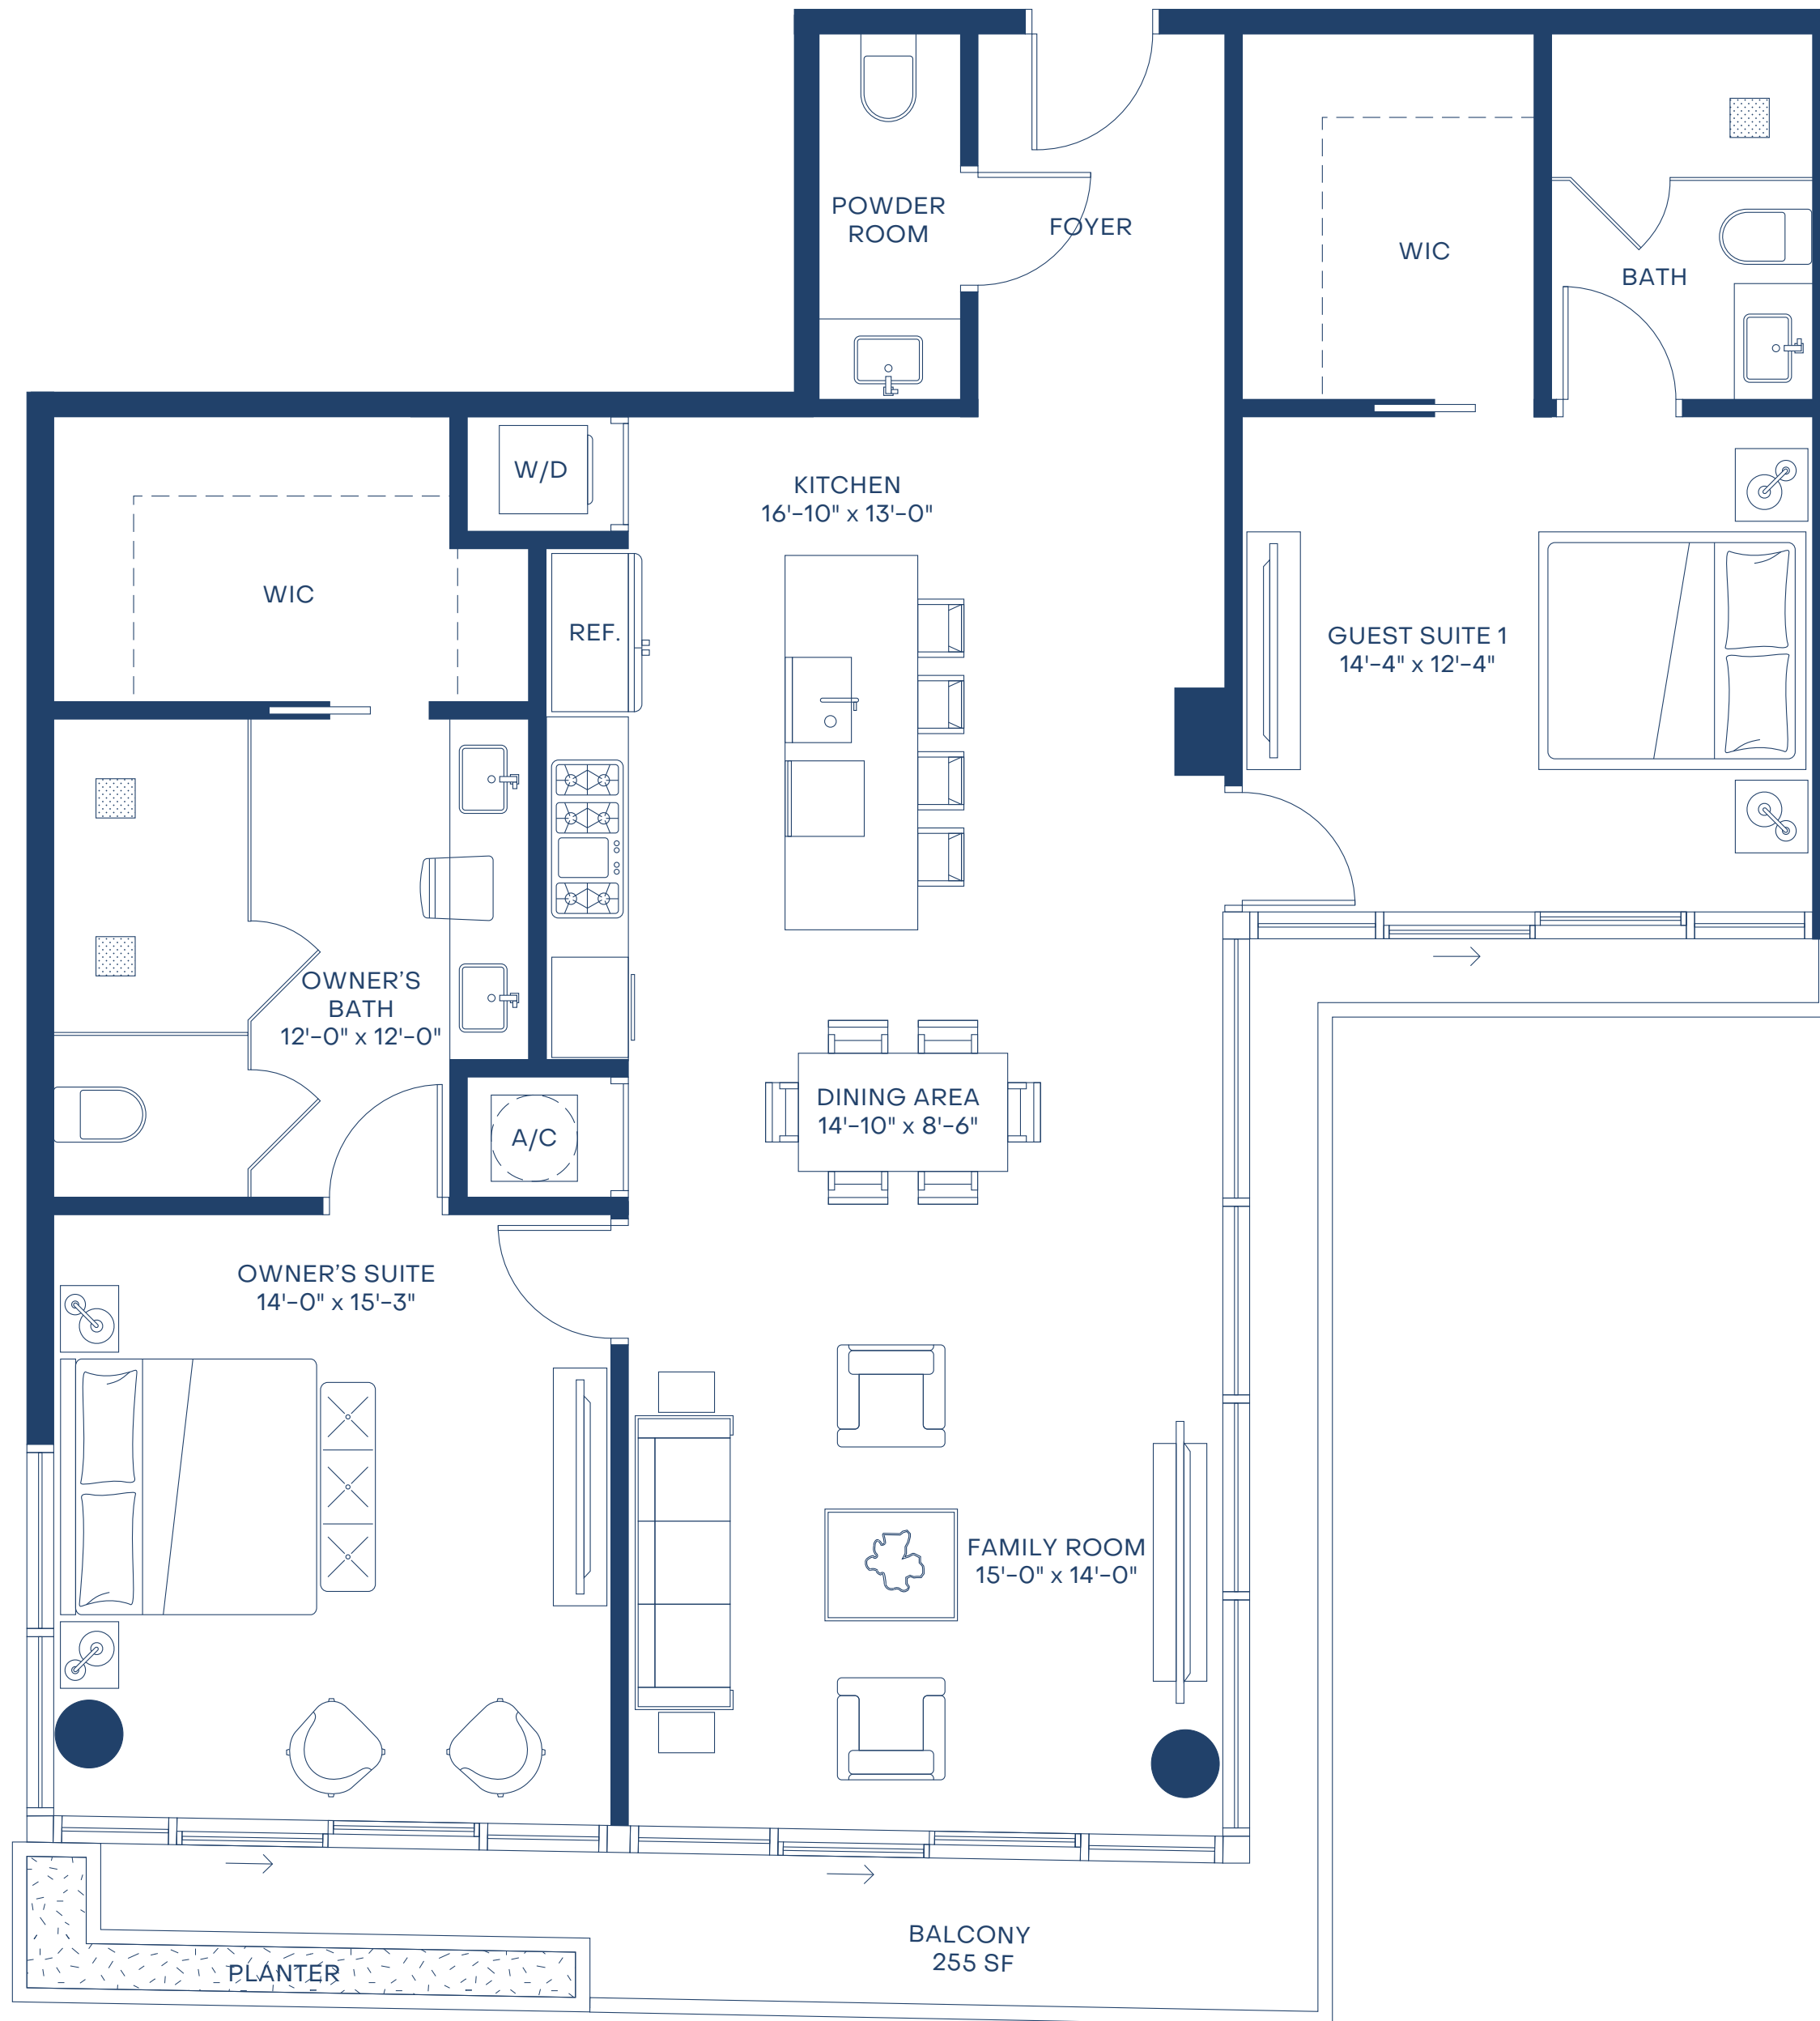 POWDER
ROOM
FOYER
WIC
BATH
W/D
KITCHEN
16'-10" x 13'-0"
WIC
REF.
GUEST SUITE 1
14'-4" x 12'-4"
OWNER'S
BATH
12'-0" x 12'-0"
DINING AREA
14'-10" x 8'-6"
A/C
OWNER'S SUITE
14'-0" x 15'-3"
FAMILY ROOM
15'-0" x 14'-0"
BALCONY
255 SF
PLANTER